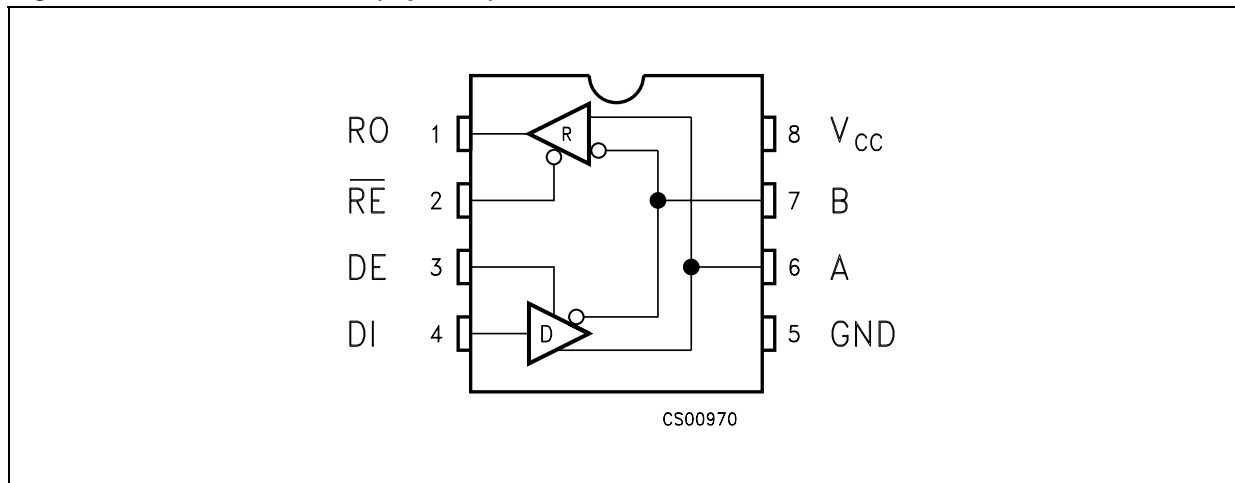 RO 1
R
8 VCC
RE 2
7 B
DE 3
6 A
DI 4
D
5 GND
CS00970